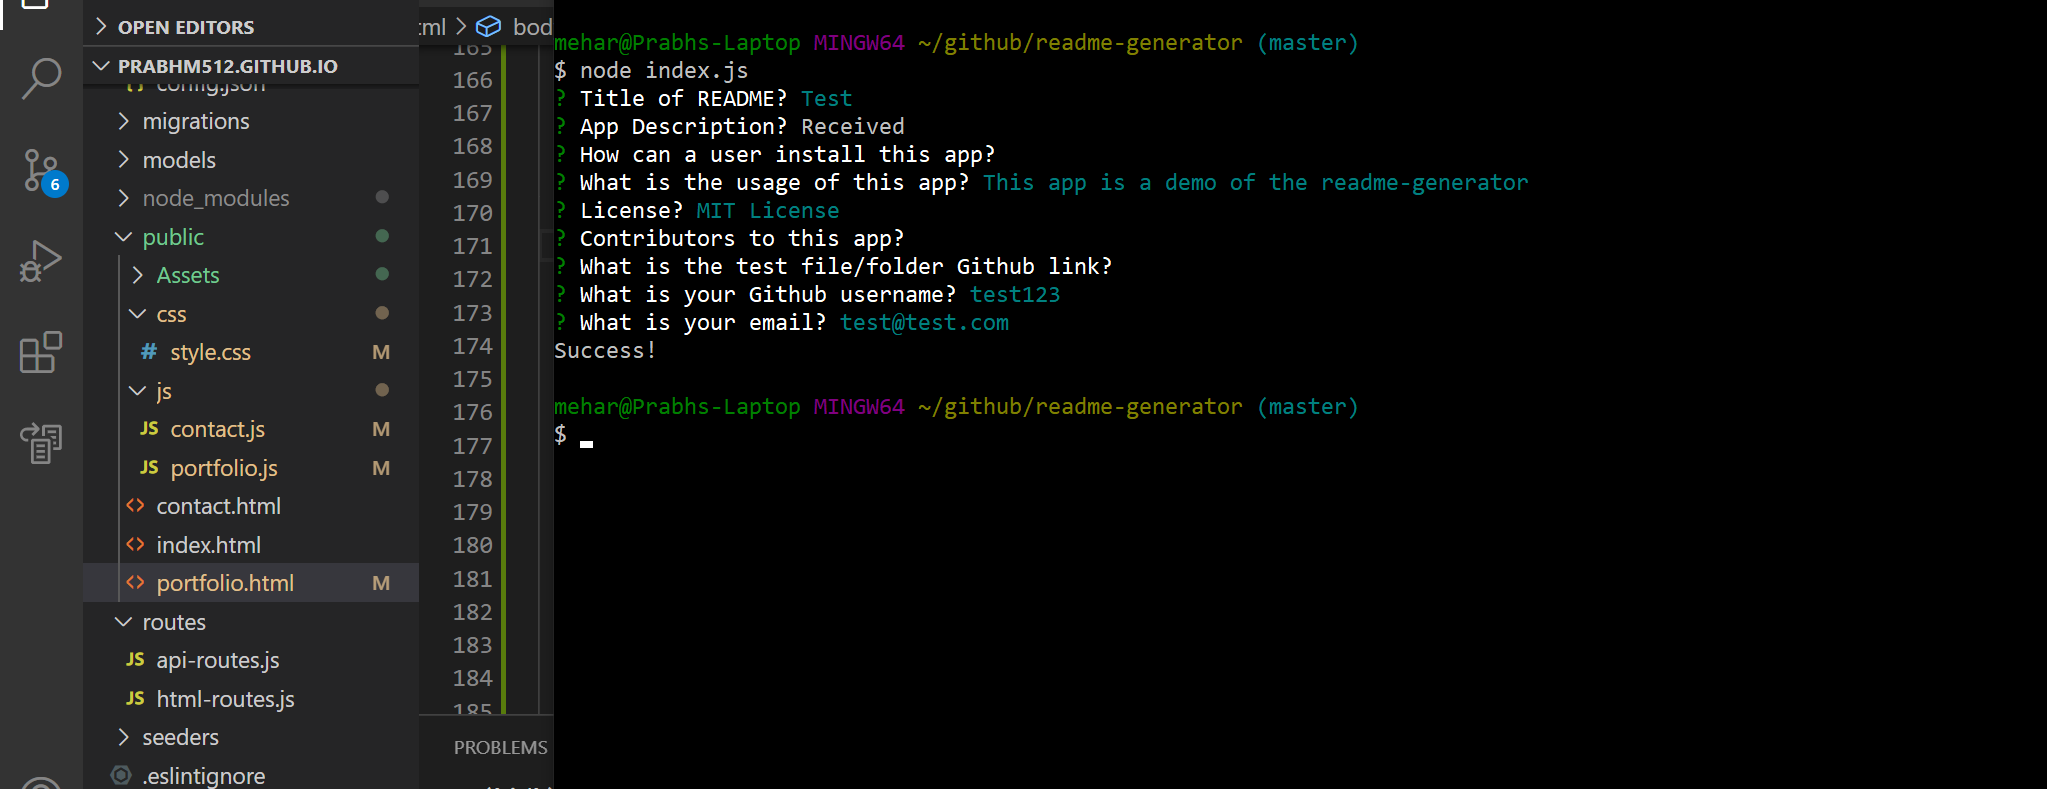 OPEN EDITORS
PRABHM512.GITHUB.IO
config.json
migrations
models
node_modules
public
Assets
css
# style.css M
js
JS contact.js M
JS portfolio.js M
<> contact.html
<> index.html
<> portfolio.html M
routes
JS api-routes.js
JS html-routes.js
seeders
.eslintignore
6
tml > bod
165
166
167
168
169
170
171
172
173
174
175
176
177
178
179
180
181
182
183
184
185
PROBLEMS
mehar@Prabhs-Laptop MINGW64 ~/github/readme-generator (master)
$ node index.js
? Title of README? Test
? App Description? Received
? How can a user install this app?
? What is the usage of this app? This app is a demo of the readme-generator
? License? MIT License
? Contributors to this app?
? What is the test file/folder Github link?
? What is your Github username? test123
? What is your email? test@test.com
Success!
mehar@Prabhs-Laptop MINGW64 ~/github/readme-generator (master)
$